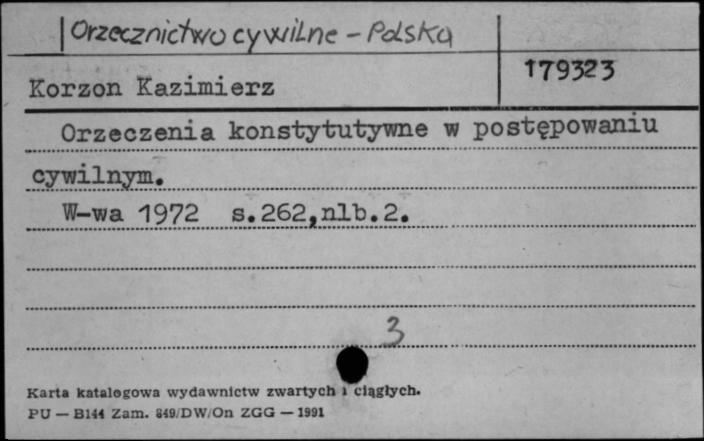 Orzecznictwo cywilne - Polska
179323
Korzon Kazimierz
Orzeczenia konstytutywne w postępowaniu
cywilnym.
W-wa 1972 s.262,nlb.2.
3
Karta katalogowa wydawnictw zwartych i ciągłych.
PU — B144 Zam. 849/DW/On ZGG — 1991